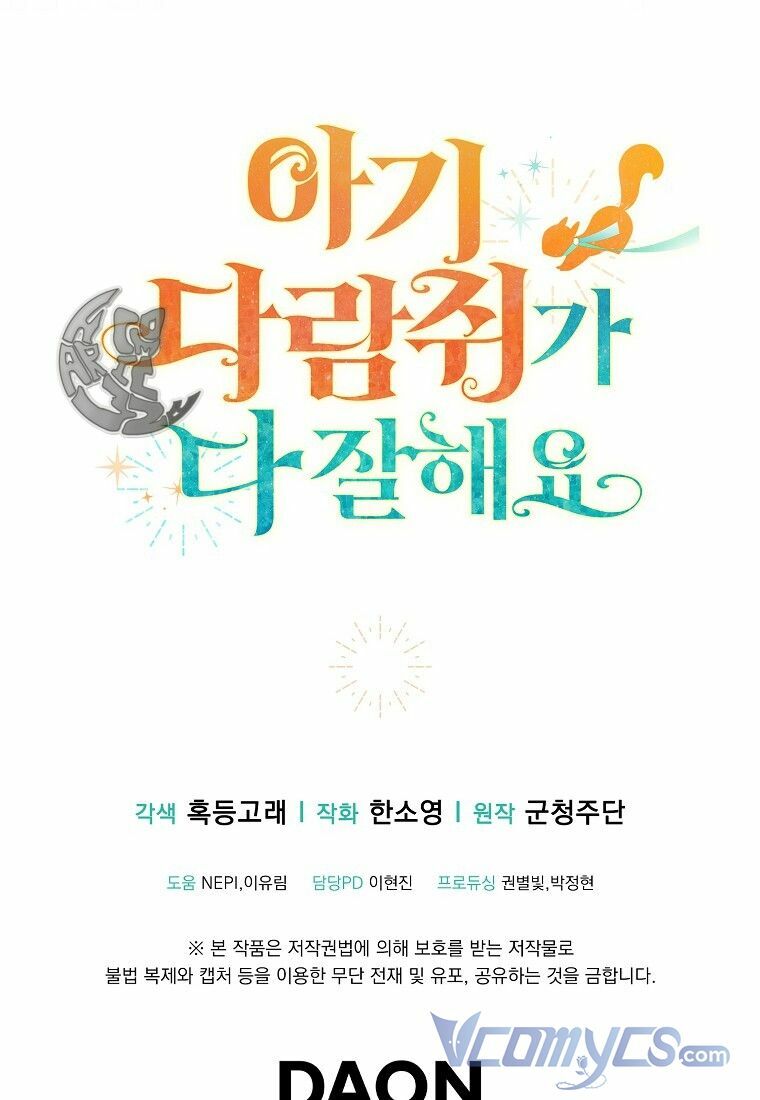 아기
다람쥐가
다 잘해요
각색 혹등고래 | 작화 한소영 | 원작 군청주단
도움 NEPI,이유림 담당PD 이현진 프로듀싱 권별빛,박정현
※ 본 작품은 저작권법에 의해 보호를 받는 저작물로
불법 복제와 캡처 등을 이용한 무단 전재 및 유포, 공유하는 것을 금합니다.
VCOMYCS.com
DAON